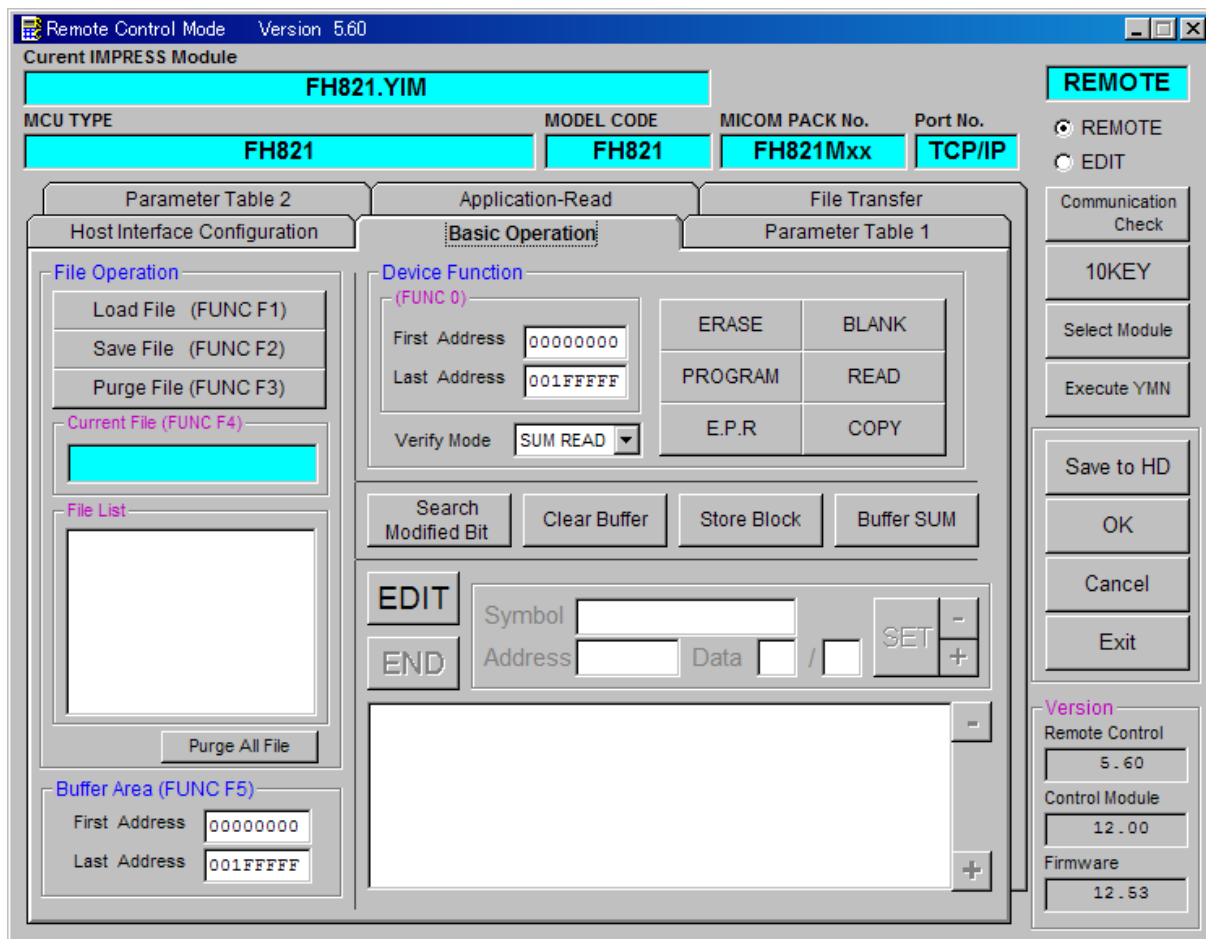 Remote Control Mode    Version  5.60
Curent IMPRESS Module
FH821.YIM
REMOTE
MCU TYPE
MODEL CODE
MICOM PACK No.
Port No.
FH821
FH821
FH821Mxx
TCP/IP
REMOTE
EDIT
Parameter Table 2
Application-Read
File Transfer
Host Interface Configuration
Basic Operation
Parameter Table 1
File Operation
Load File   (FUNC F1)
Save File   (FUNC F2)
Purge File (FUNC F3)
Current File (FUNC F4)
File List
Purge All File
Buffer Area (FUNC F5)
First  Address
00000000
Last  Address
001FFFFF
Device Function
(FUNC 0)
First  Address
00000000
Last  Address
001FFFFF
Verify Mode
SUM READ
ERASE
BLANK
PROGRAM
READ
E.P.R
COPY
Search
Modified Bit
Clear Buffer
Store Block
Buffer SUM
EDIT
END
Symbol
Address
Data
/
SET
-
+
-
+
Communication
Check
10KEY
Select Module
Execute YMN
Save to HD
OK
Cancel
Exit
Version
Remote Control
5.60
Control Module
12.00
Firmware
12.53